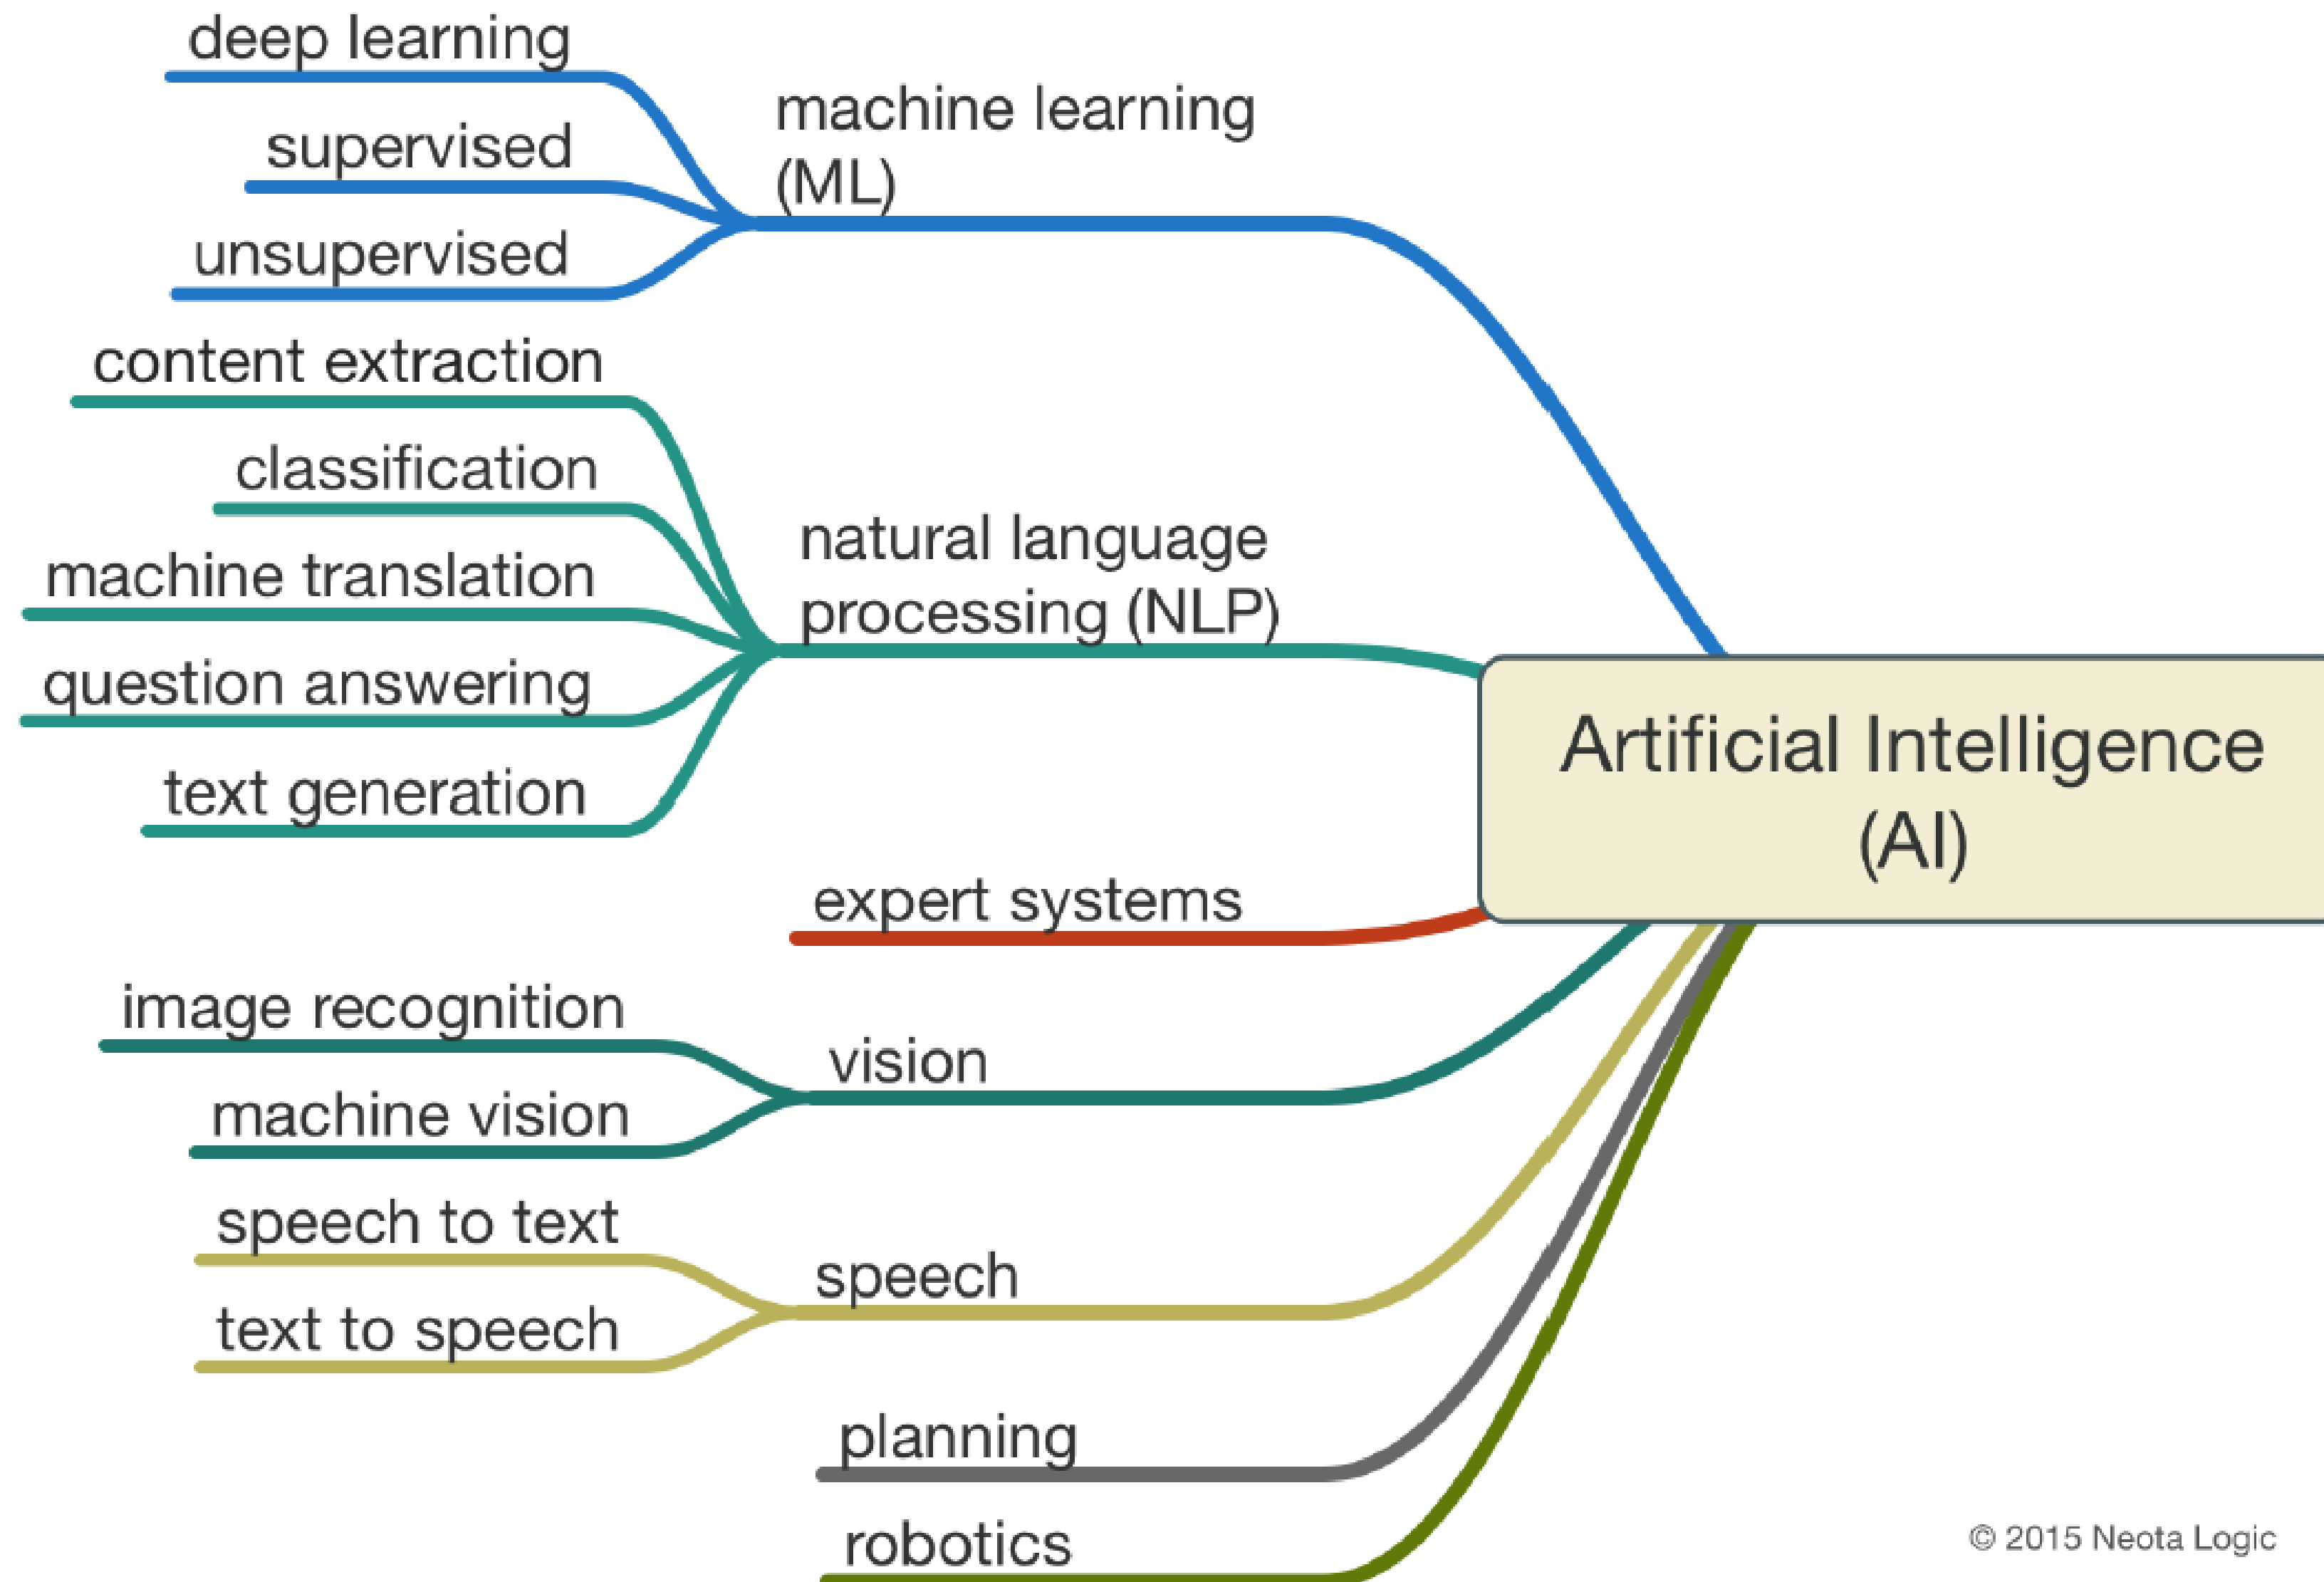 deep learning
supervised
unsupervised
machine learning
(ML)
content extraction
classification
machine translation
question answering
text generation
natural language
processing (NLP)
expert systems
image recognition
machine vision
vision
speech to text
text to speech
speech
planning
robotics
Artificial Intelligence
(AI)
© 2015 Neota Logic